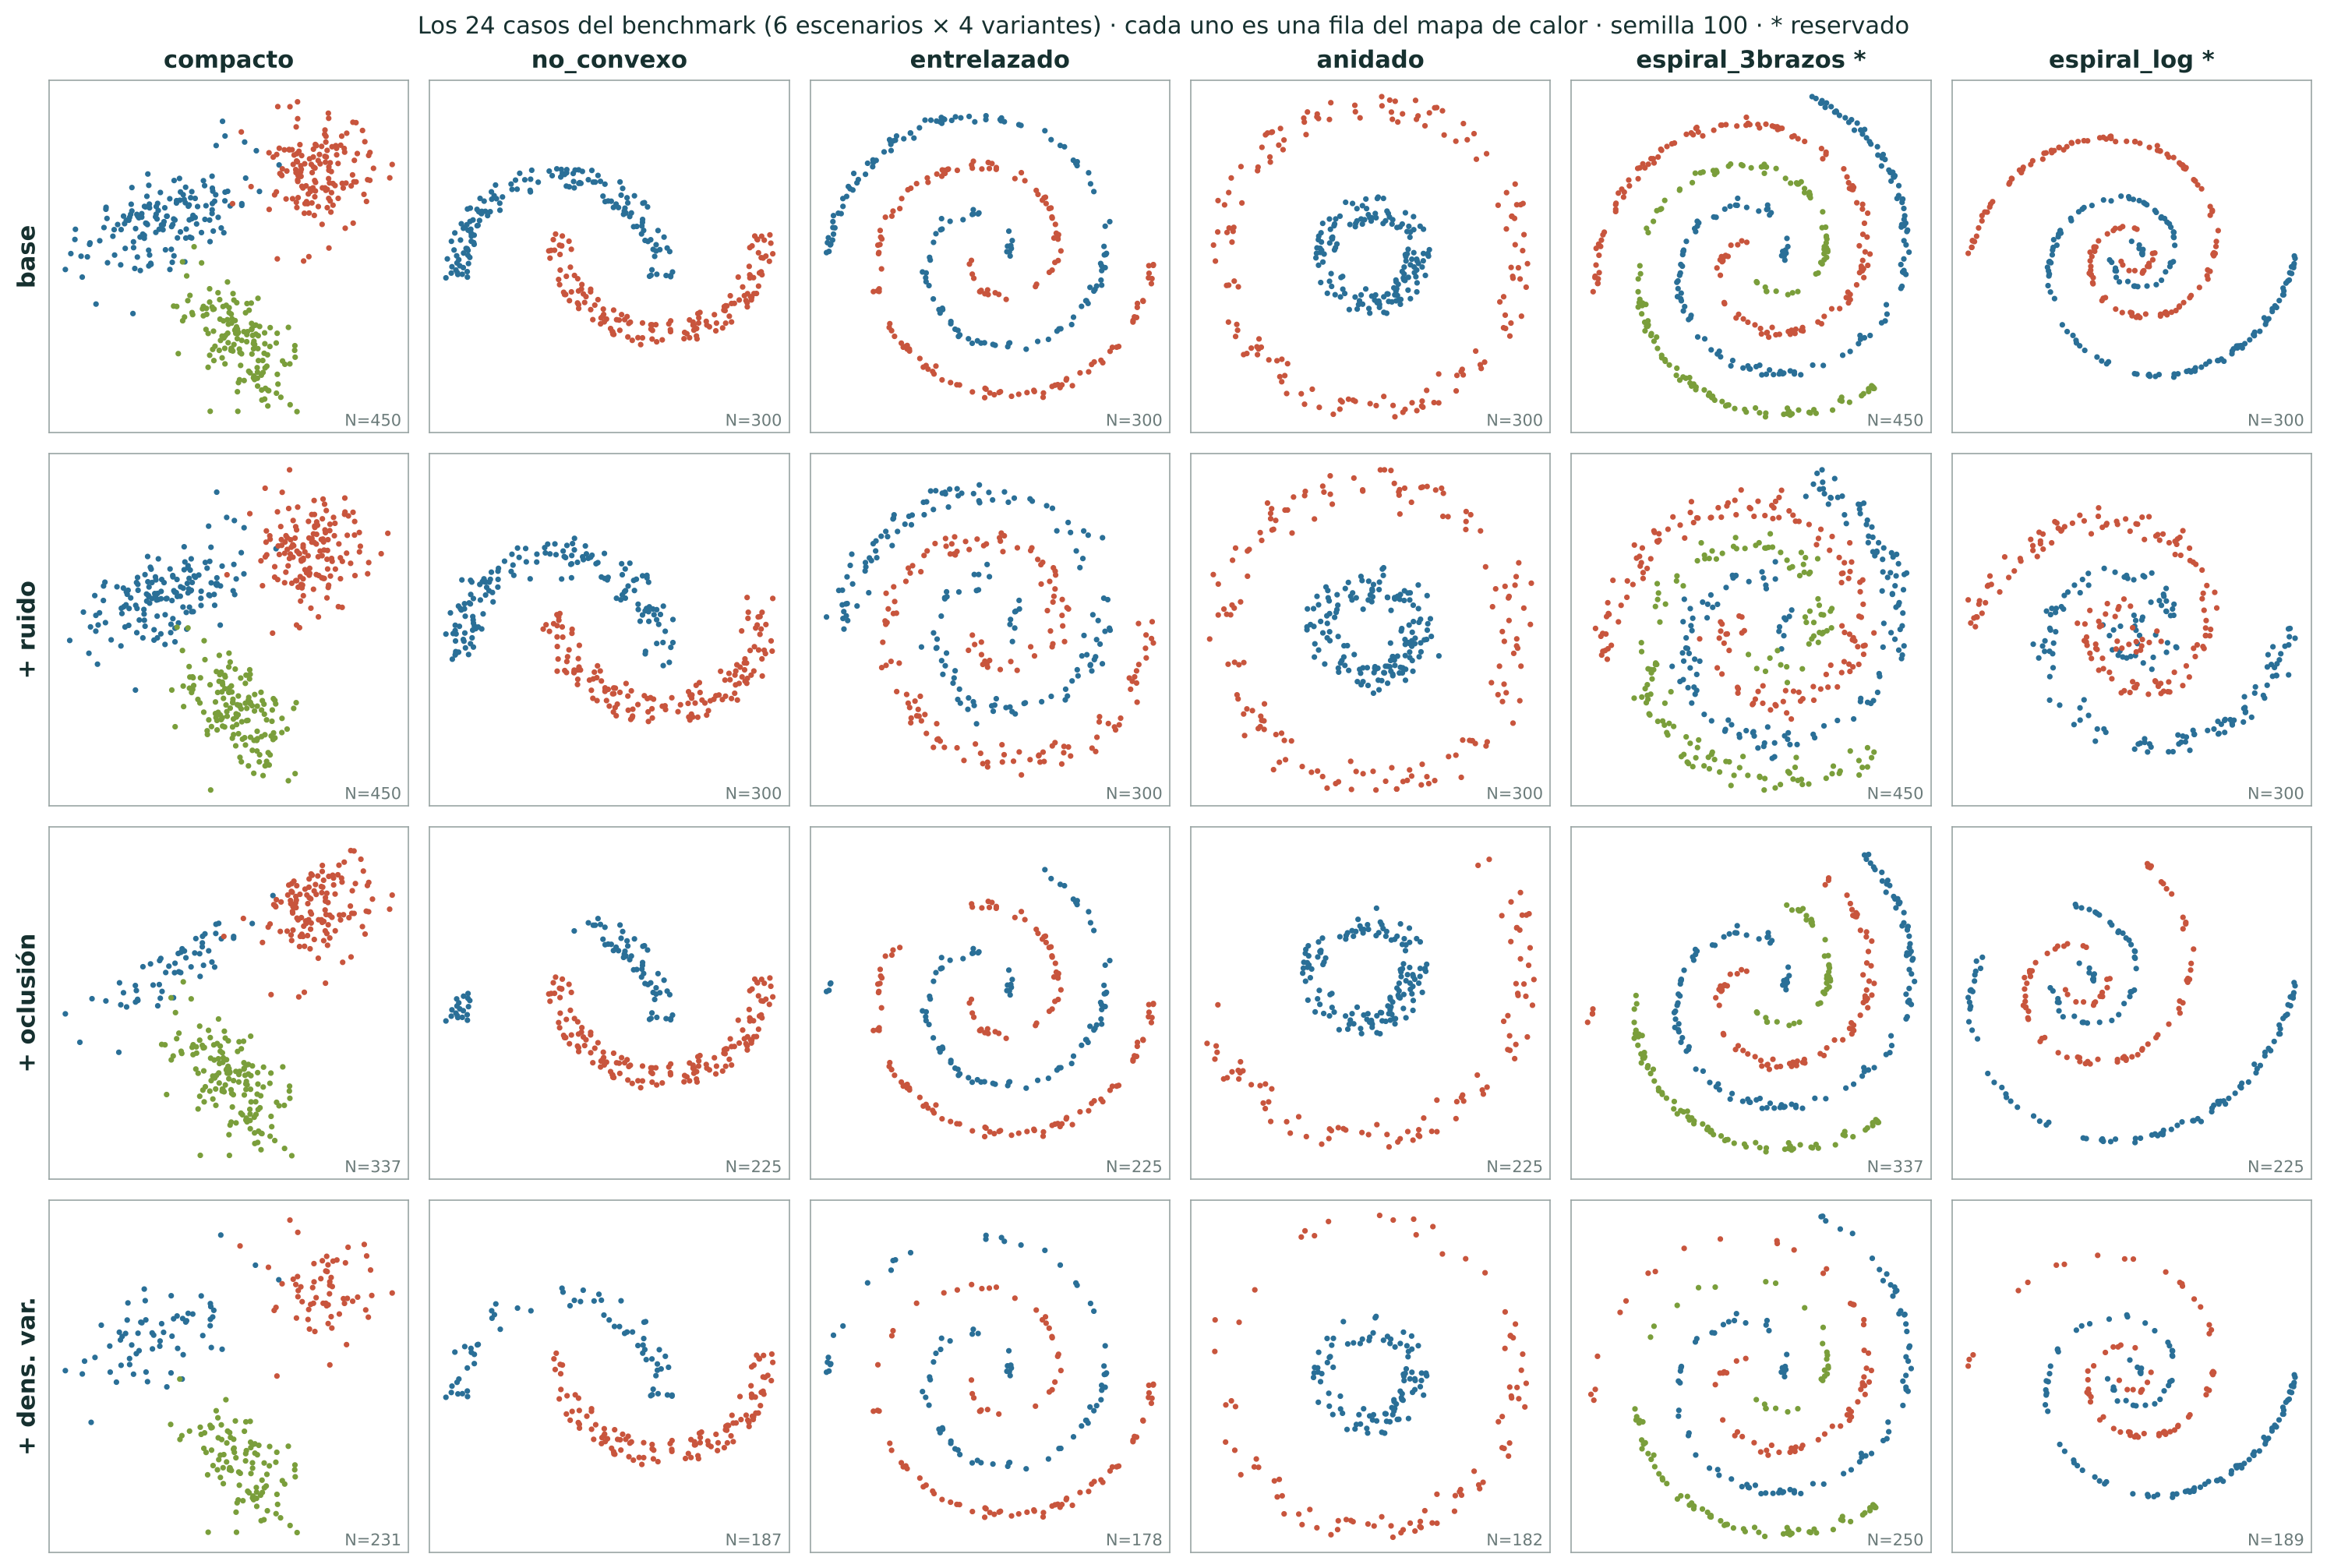 Los 24 casos del benchmark (6 escenarios × 4 variantes) · cada uno es una fila del mapa de calor · semilla 100 · * reservado
compacto no_convexo entrelazado anidado espiral_3brazos * espiral_log *
base
N=450 N=300 N=300 N=300 N=450 N=300
+ ruido
N=450 N=300 N=300 N=300 N=450 N=300
+ oclusión
N=337 N=225 N=225 N=225 N=337 N=225
+ dens. var.
N=231 N=187 N=178 N=182 N=250 N=189